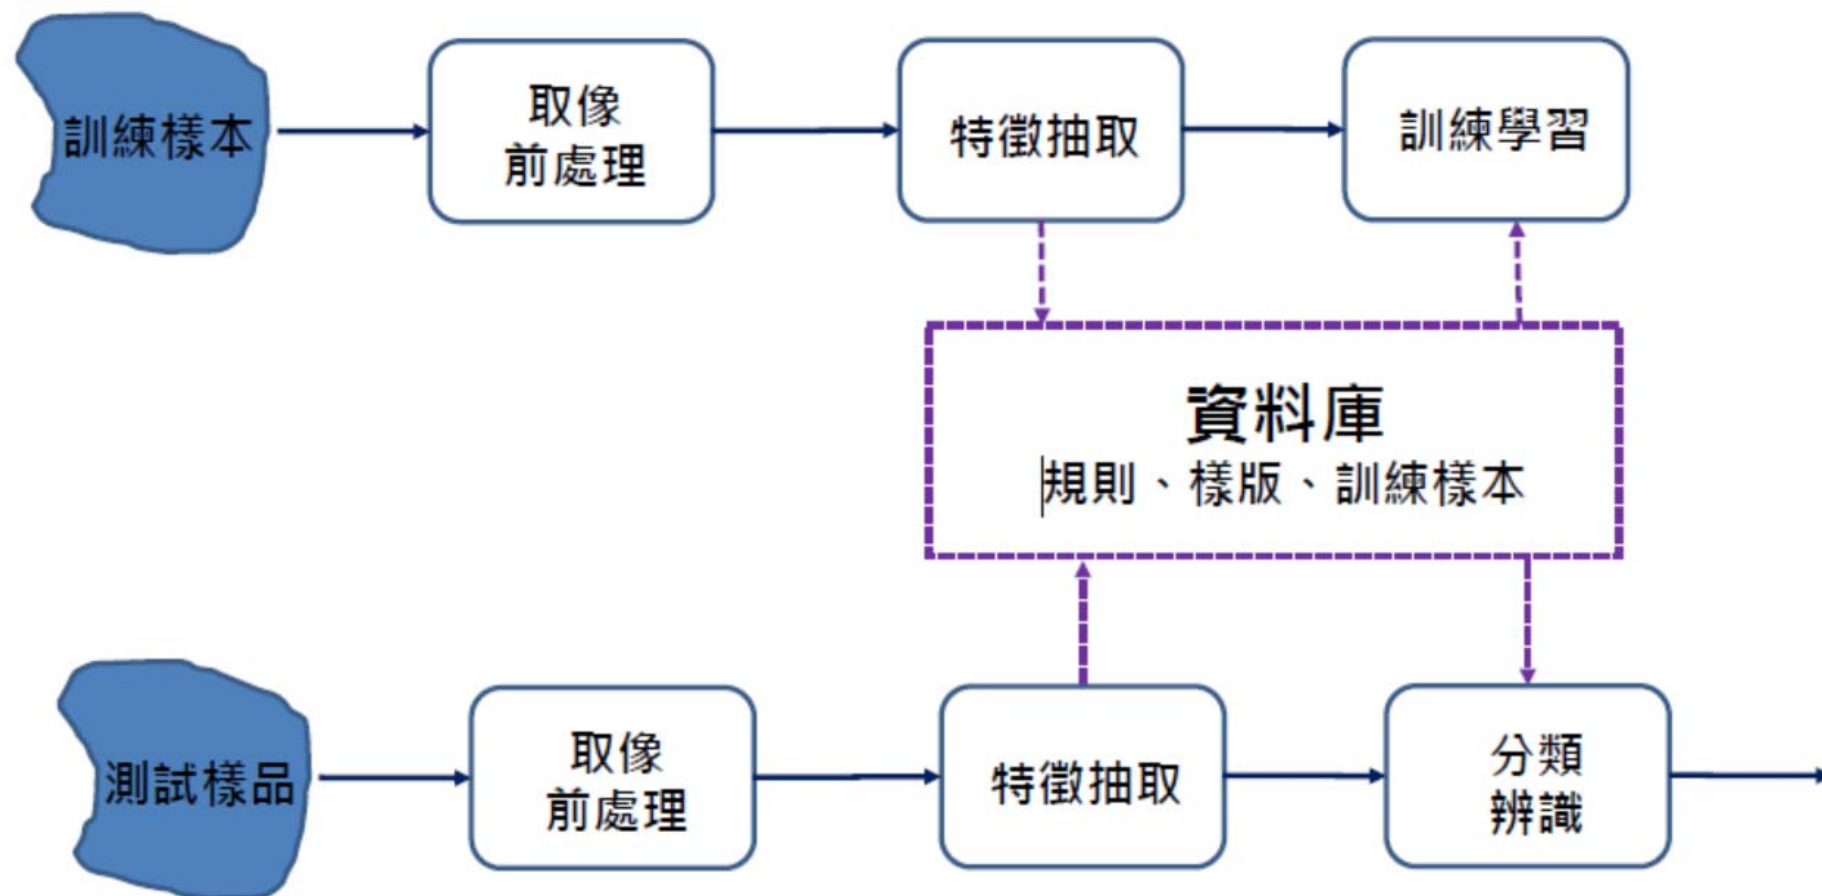 訓練樣本
取像
前處理
特徵抽取
訓練學習
資料庫
規則、樣版、訓練樣本
測試樣品
取像
前處理
特徵抽取
分類
辨識